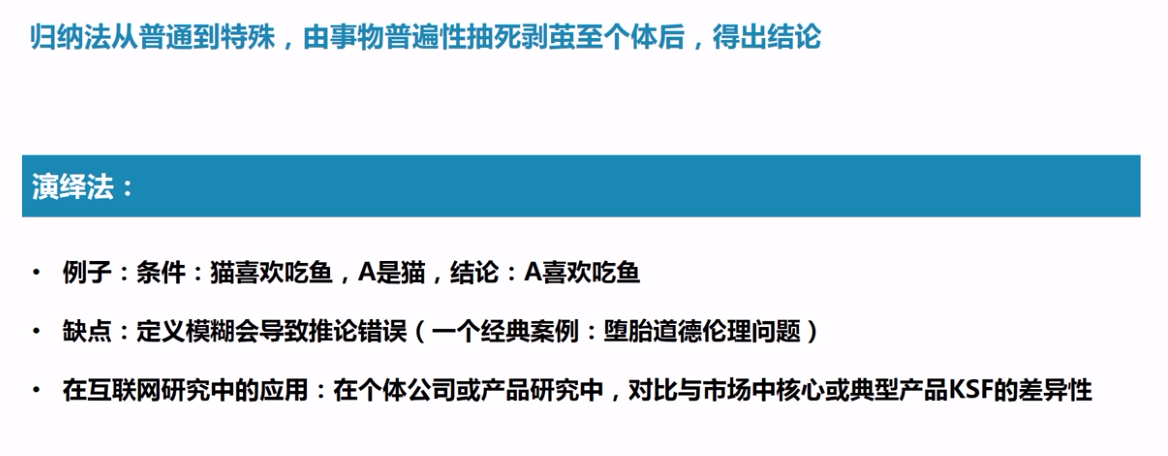 归纳法从普通到特殊，由事物普遍性抽死剥茧至个体后，得出结论
演绎法：
• 例子：条件：猫喜欢吃鱼，A是猫，结论：A喜欢吃鱼
• 缺点：定义模糊会导致推论错误（一个经典案例：堕胎道德伦理问题）
• 在互联网研究中的应用：在个体公司或产品研究中，对比与市场中核心或典型产品KSF的差异性